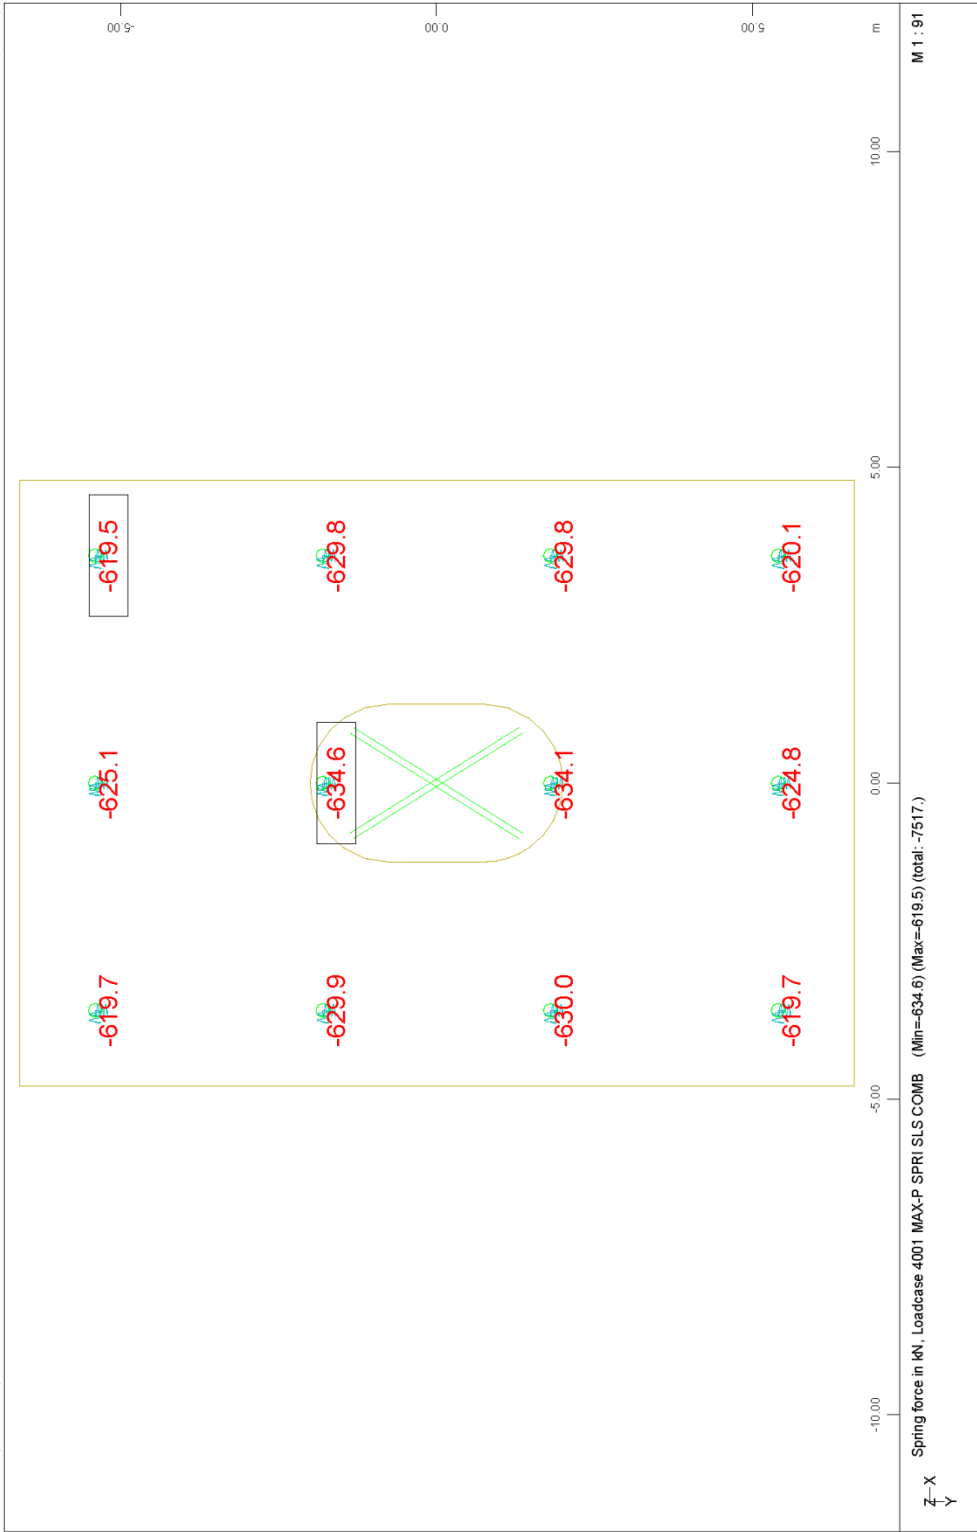 -5.00
-619.7 -625.1 -619.5
-629.9 -634.6 -629.8
0.00
-630.0 -634.1 -629.8
5.00
-619.7 -624.8 -620.1
-10.00 -5.00 0.00 5.00 10.00 m
Z X
Y
Spring force in kN, Loadcase 4001 MAX-P SPRI SLS COMB (Min=-634.6) (Max=-619.5) (total: -7517.)
M 1 : 91